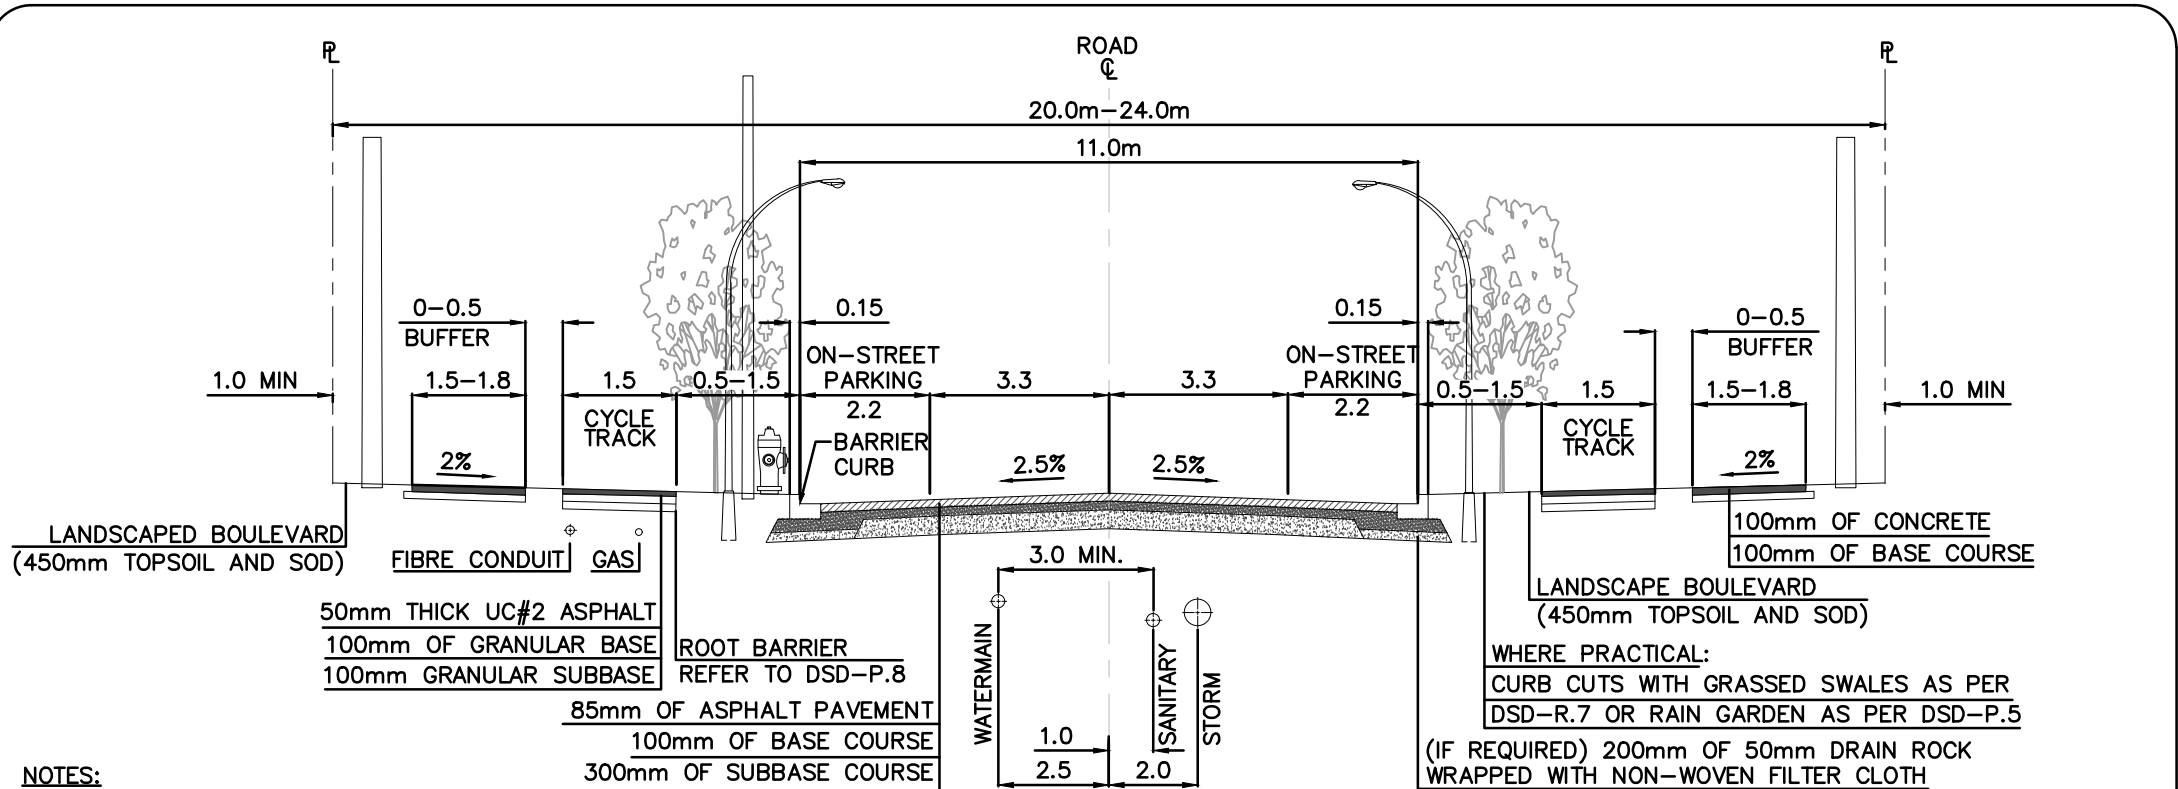 ℄ ROAD ℄
20.0m-24.0m
11.0m
0-0.5
BUFFER
0.15
0.15
0-0.5
BUFFER
ON-STREET
PARKING
2.2
ON-STREET
PARKING
2.2
1.0 MIN
1.5-1.8
1.5
0.5-1.5
3.3
3.3
0.5-1.5
1.5
1.5-1.8
1.0 MIN
CYCLE
TRACK
CYCLE
TRACK
BARRIER
CURB
2%
2.5%
2.5%
2%
LANDSCAPED BOULEVARD
(450mm TOPSOIL AND SOD)
FIBRE CONDUIT
GAS
3.0 MIN.
100mm OF CONCRETE
100mm OF BASE COURSE
LANDSCAPE BOULEVARD
(450mm TOPSOIL AND SOD)
50mm THICK UC#2 ASPHALT
100mm OF GRANULAR BASE
100mm GRANULAR SUBBASE
ROOT BARRIER
REFER TO DSD-P.8
WATERMAIN
SANITARY
STORM
WHERE PRACTICAL:
CURB CUTS WITH GRASSED SWALES AS PER
DSD-R.7 OR RAIN GARDEN AS PER DSD-P.5
85mm OF ASPHALT PAVEMENT
100mm OF BASE COURSE
300mm OF SUBBASE COURSE
1.0
2.5
2.0
(IF REQUIRED) 200mm OF 50mm DRAIN ROCK
WRAPPED WITH NON-WOVEN FILTER CLOTH
NOTES: